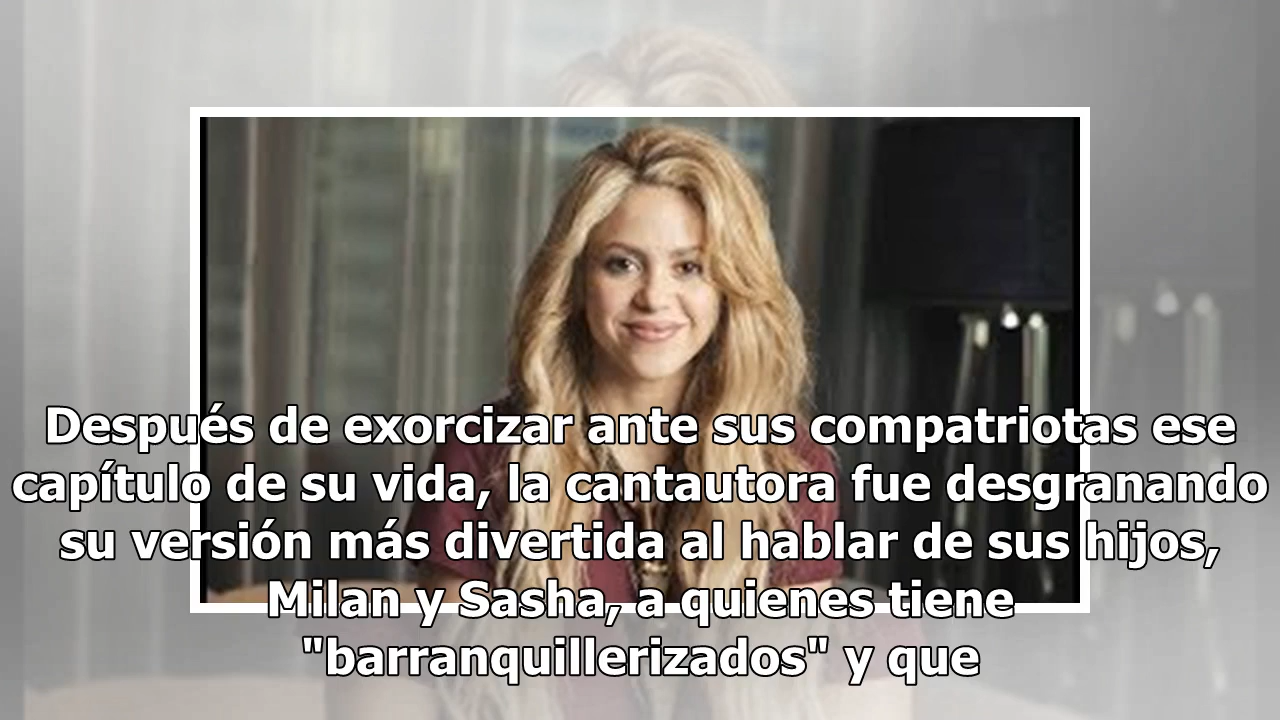 Después de exorcizar ante sus compatriotas ese
capítulo de su vida, la cantautora fue desgranando
su versión más divertida al hablar de sus hijos,
Milan y Sasha, a quienes tiene
"barranquillerizados" y que